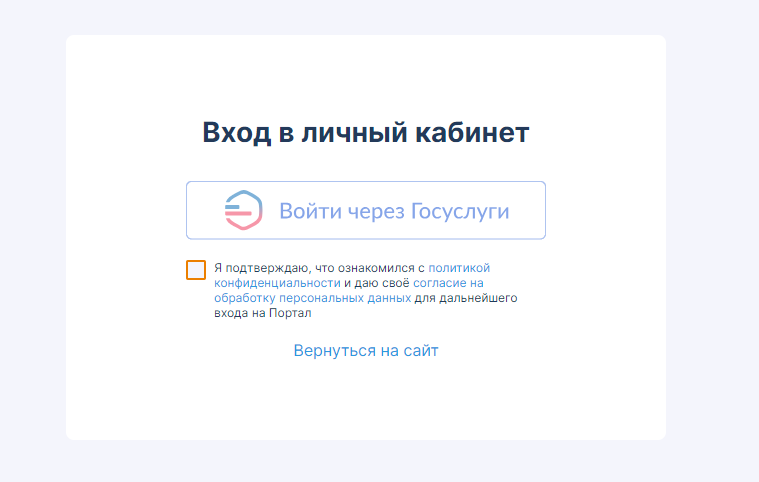 Вход в личный кабинет
Войти через Госуслуги
Я подтверждаю, что ознакомился с политикой
конфиденциальности и даю своё согласие на
обработку персональных данных для дальнейшего
входа на Портал
Вернуться на сайт